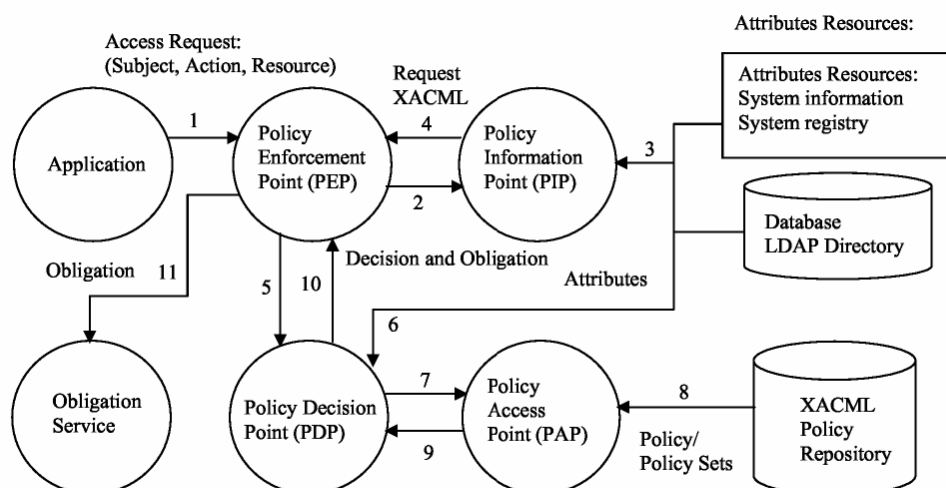 Attributes Resources:
Access Request:
(Subject, Action, Resource)
Request
XACML
Attributes Resources:
System information
System registry
1
4
3
Application
Policy
Enforcement
Point (PEP)
Policy
Information
Point (PIP)
2
Database
LDAP Directory
Obligation
11
5
10
Decision and Obligation
Attributes
6
Obligation
Service
Policy Decision
Point (PDP)
7
9
Policy
Access
Point (PAP)
8
Policy/
Policy Sets
XACML
Policy
Repository